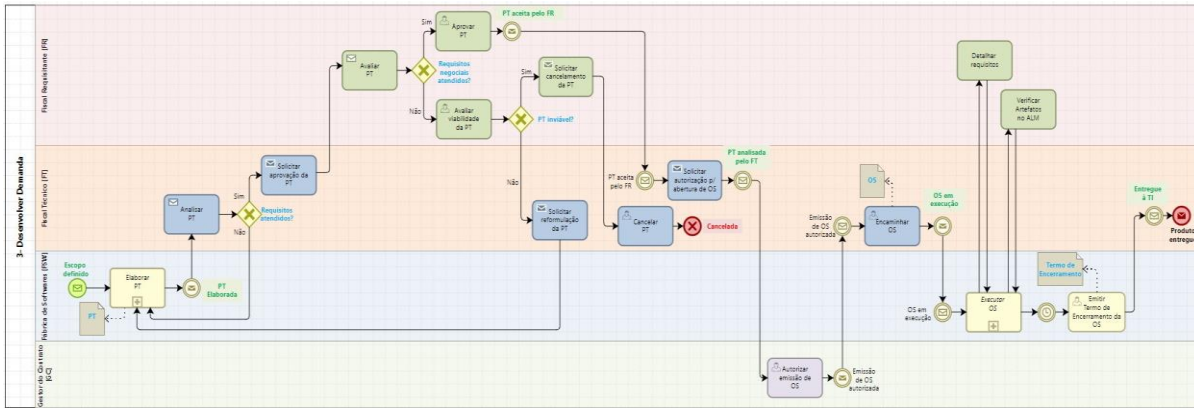 3- Desenvolver Demanda
Fiscal Requisitante [FR]
Sim
Aprovar
PT
PT aceita pelo FR
Avaliar
PT
Requisitos
negociais
atendidos?
Não
Avaliar
viabilidade
da PT
Sim
Solicitar
cancelamento
da PT
PT inviável?
Detalhar
requisitos
Verificar
Artefatos
no ALM
Fiscal Técnico [FT]
Analisar
PT
Sim
Solicitar
aprovação da
PT
Requisitos
atendidos?
Não
Não
Solicitar
reformulação
da PT
Cancelar
PT
Cancelada
PT aceita
pelo FR
Solicitar
autorização p/
abertura de OS
PT analisada
pelo FT
Emissão
de OS
autorizada
OS
Encaminhar
OS
OS em
execução
Entregue
à TI
Produto
entregue
Fábrica de Softwares [FSW]
Escopo
definido
Elaborar
PT
PT
PT
Elaborada
OS em
execução
Executar
OS
Termo de
Encerramento
Emitir
Termo de
Encerramento da
OS
Gestor do Contrato
[GC]
Autorizar
emissão de
OS
Emissão
de OS
autorizada